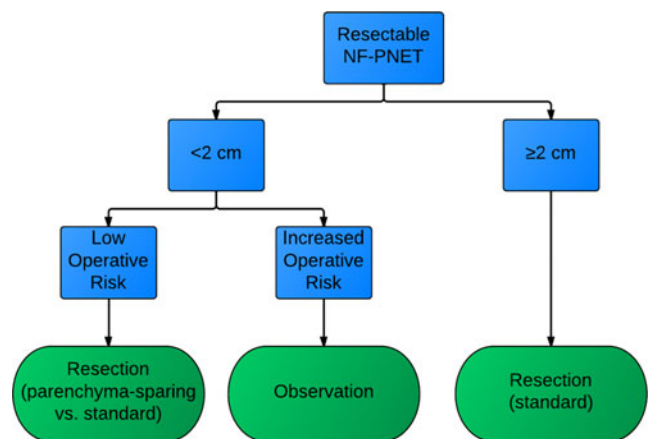 Resectable
NF-PNET
<2 cm
≥2 cm
Low
Operative
Risk
Increased
Operative
Risk
Resection
(parenchyma-sparing
vs. standard)
Observation
Resection
(standard)